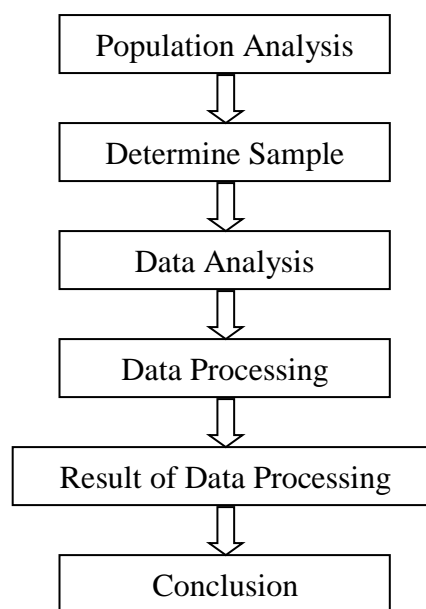 Population Analysis
Determine Sample
Data Analysis
Data Processing
Result of Data Processing
Conclusion